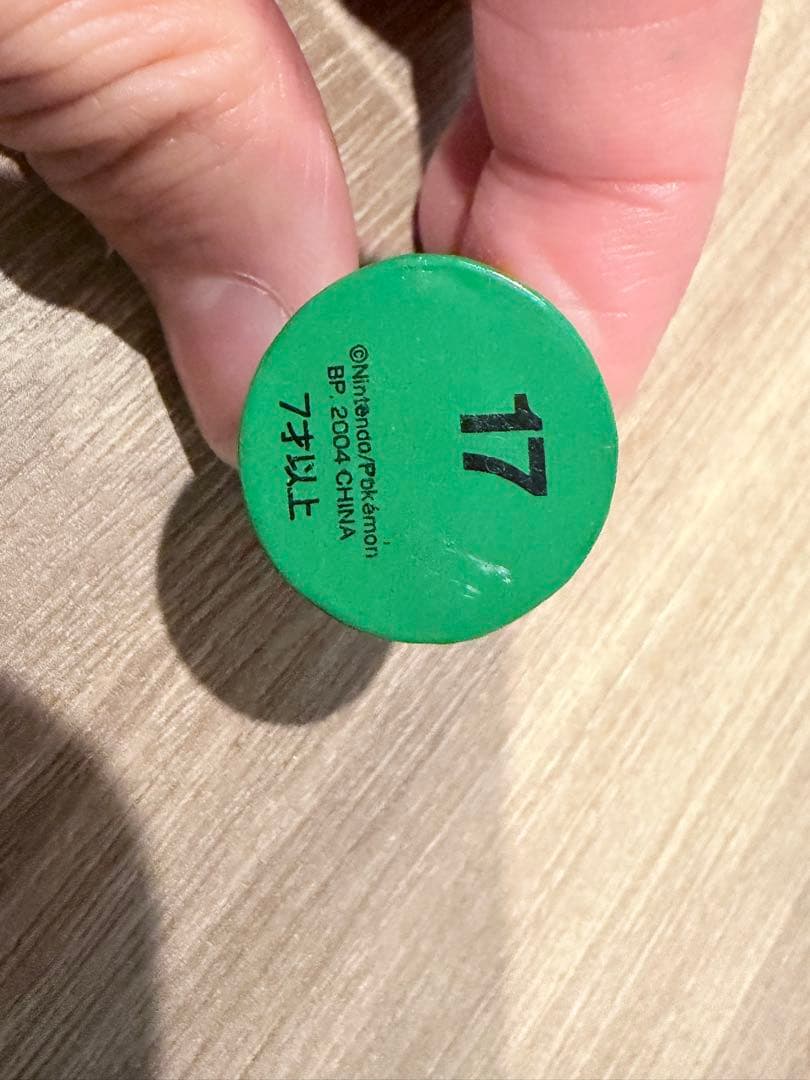 17
©Nintendo/Pokémon
BP. 2004 CHINA
7才以上